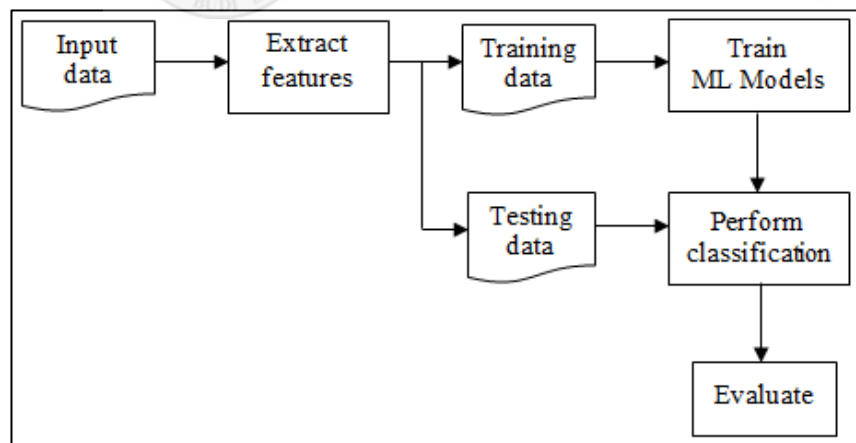 Input
data
Extract
features
Training
data
Train
ML Models
Testing
data
Perform
classification
Evaluate